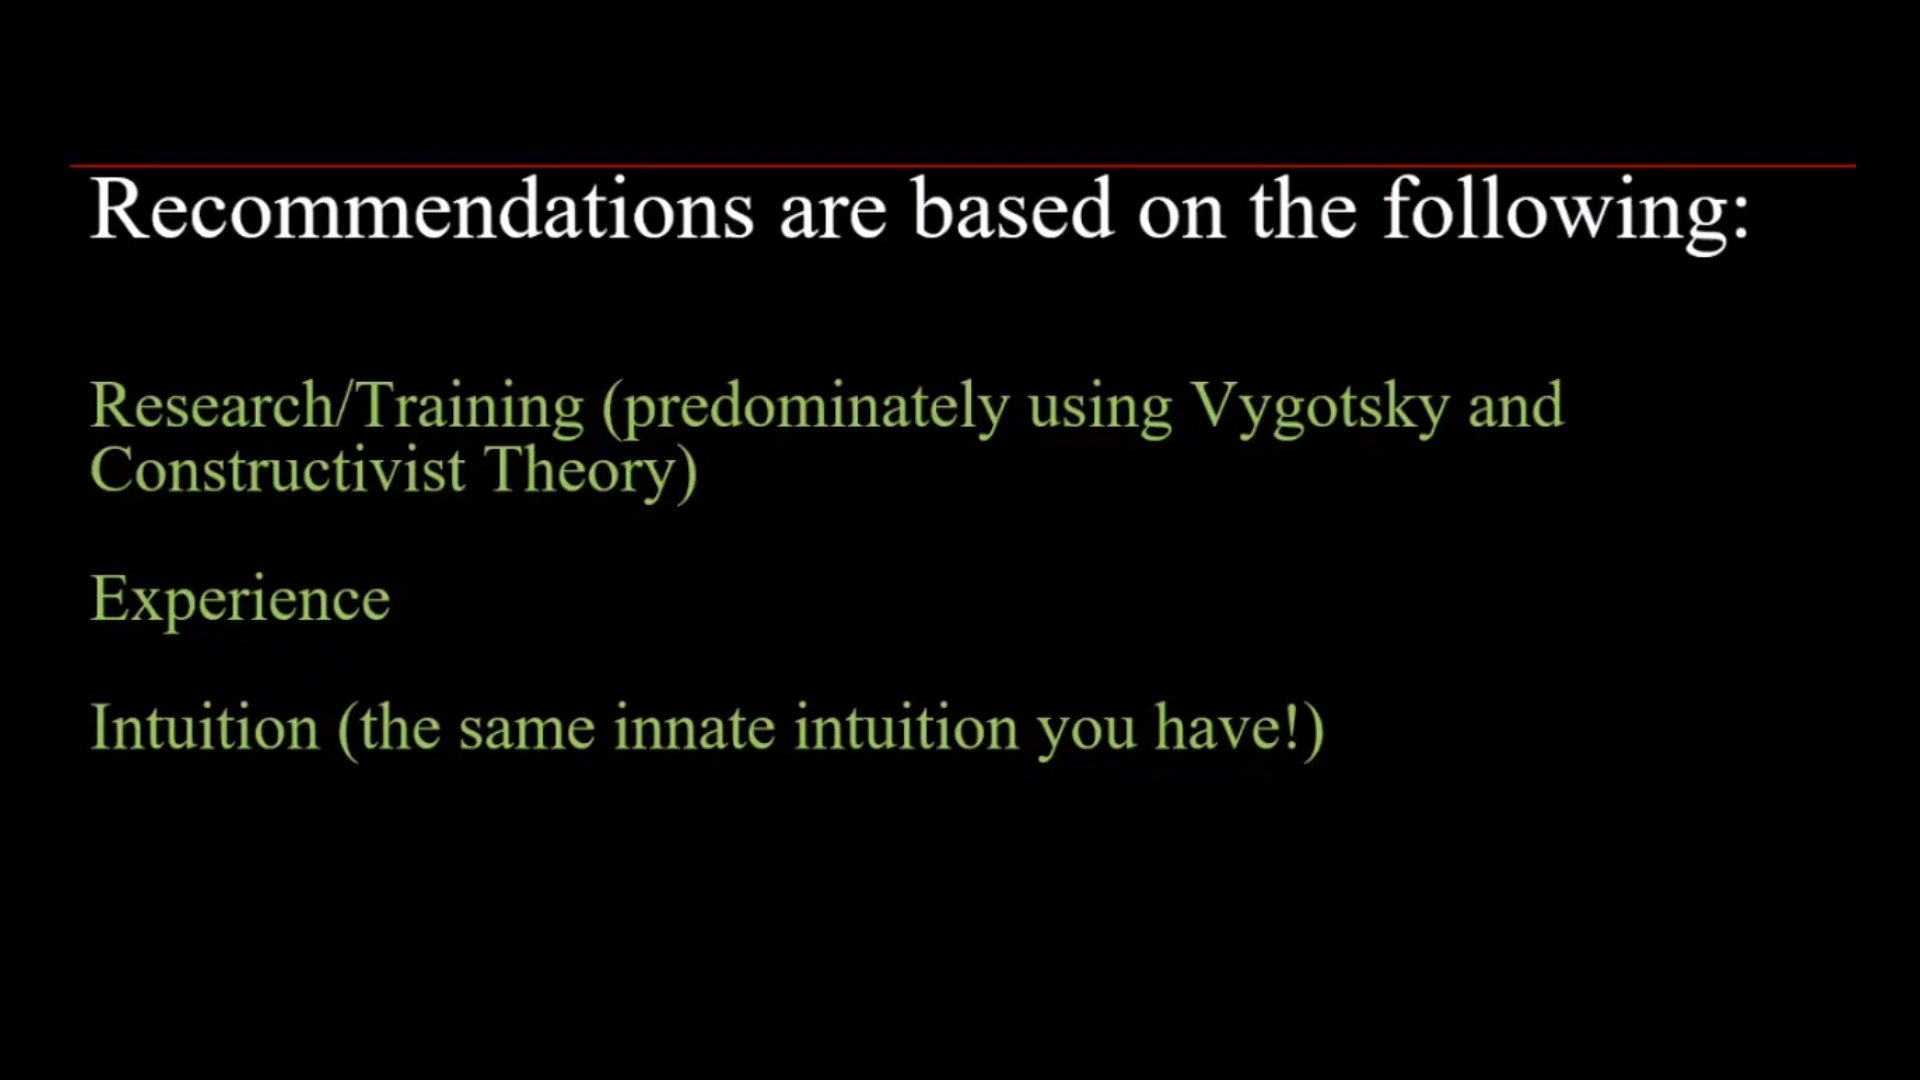 Recommendations are based on the following:
Research/Training (predominately using Vygotsky and
Constructivist Theory)
Experience
Intuition (the same innate intuition you have!)